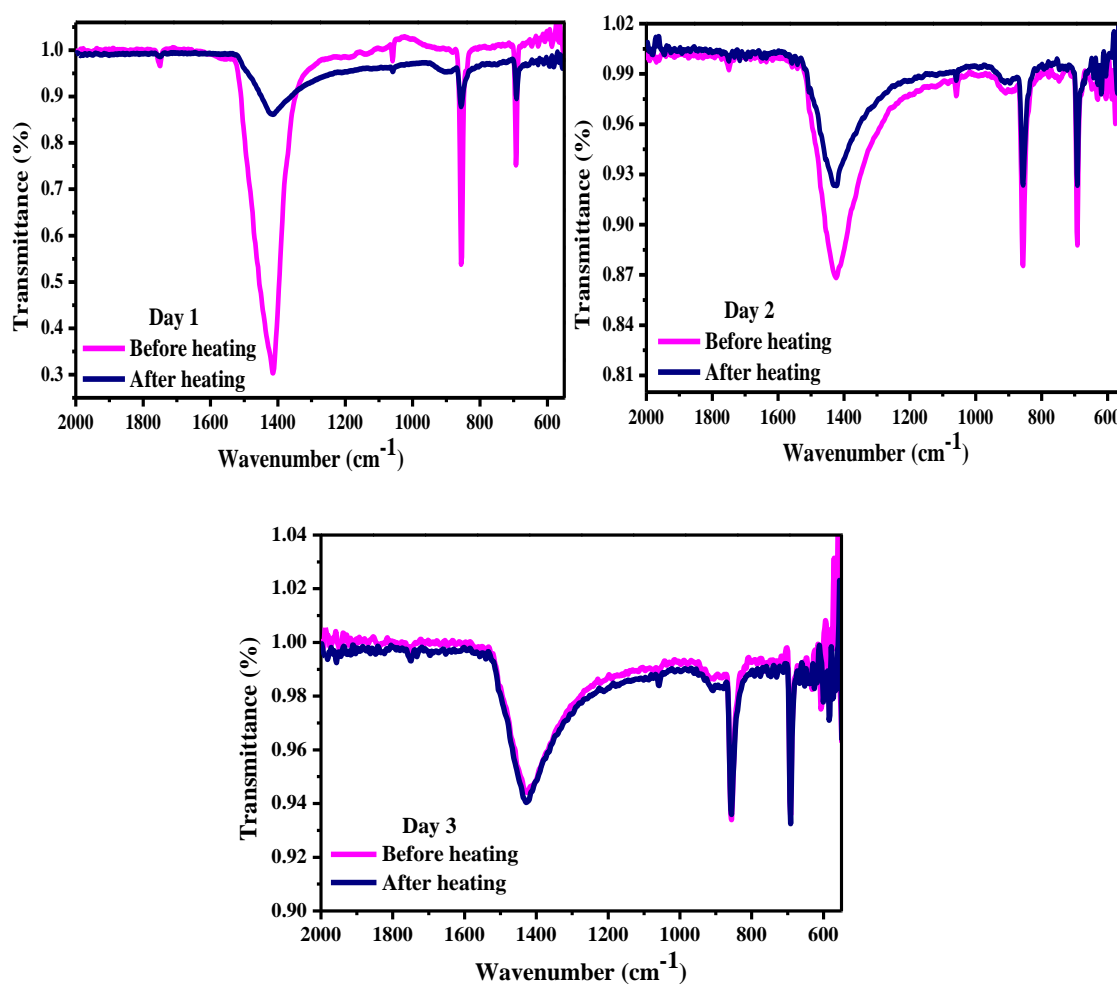 Transmittance (%)
1.0
0.9
0.8
0.7
0.6
0.5
0.4
0.3
Day 1
Before heating
After heating
2000 1800 1600 1400 1200 1000 800 600
Wavenumber (cm-1)
Transmittance (%)
1.02
0.99
0.96
0.93
0.90
0.87
0.84
0.81
Day 2
Before heating
After heating
2000 1800 1600 1400 1200 1000 800 600
Wavenumber (cm-1)
Transmittance (%)
1.04
1.02
1.00
0.98
0.96
0.94
0.92
0.90
Day 3
Before heating
After heating
2000 1800 1600 1400 1200 1000 800 600
Wavenumber (cm-1)